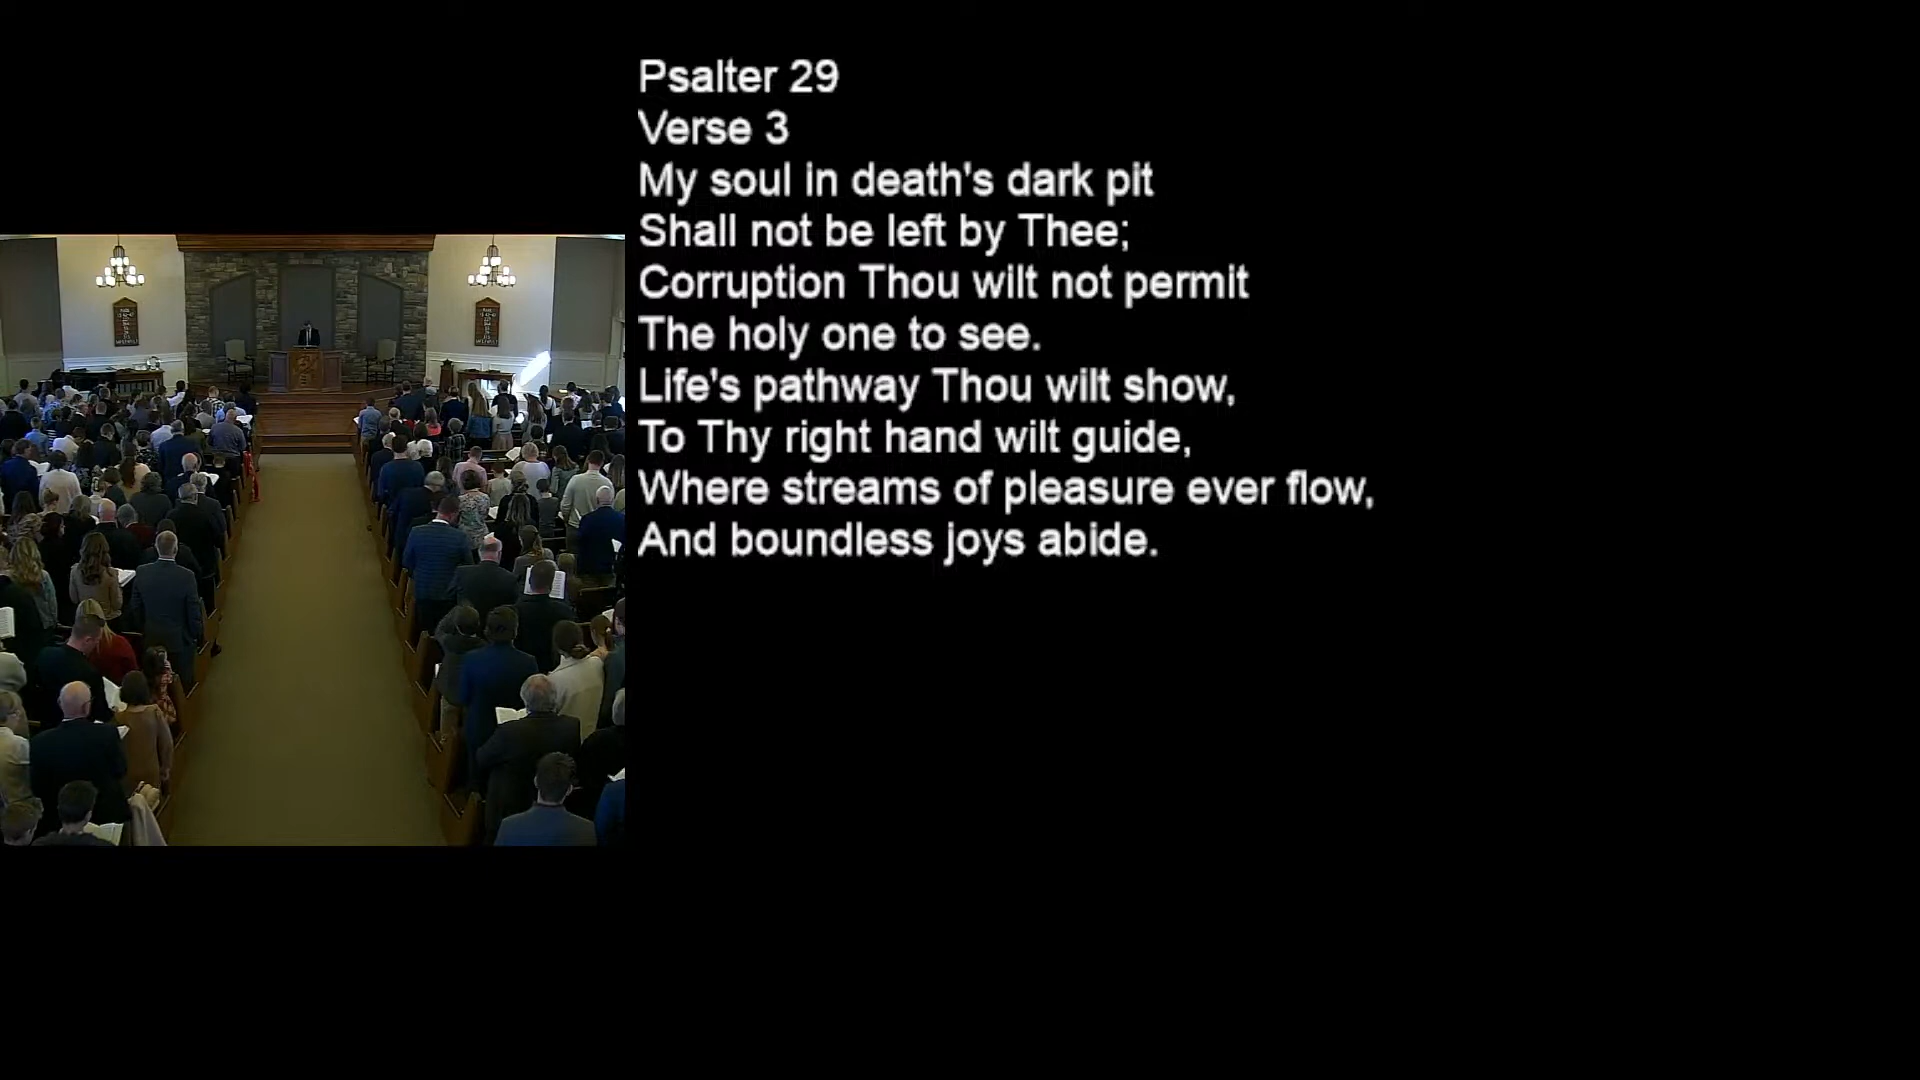 Psalter 29
Verse 3
My soul in death's dark pit
Shall not be left by Thee;
Corruption Thou wilt not permit
The holy one to see.
Life's pathway Thou wilt show,
To Thy right hand wilt guide,
Where streams of pleasure ever flow,
And boundless joys abide.